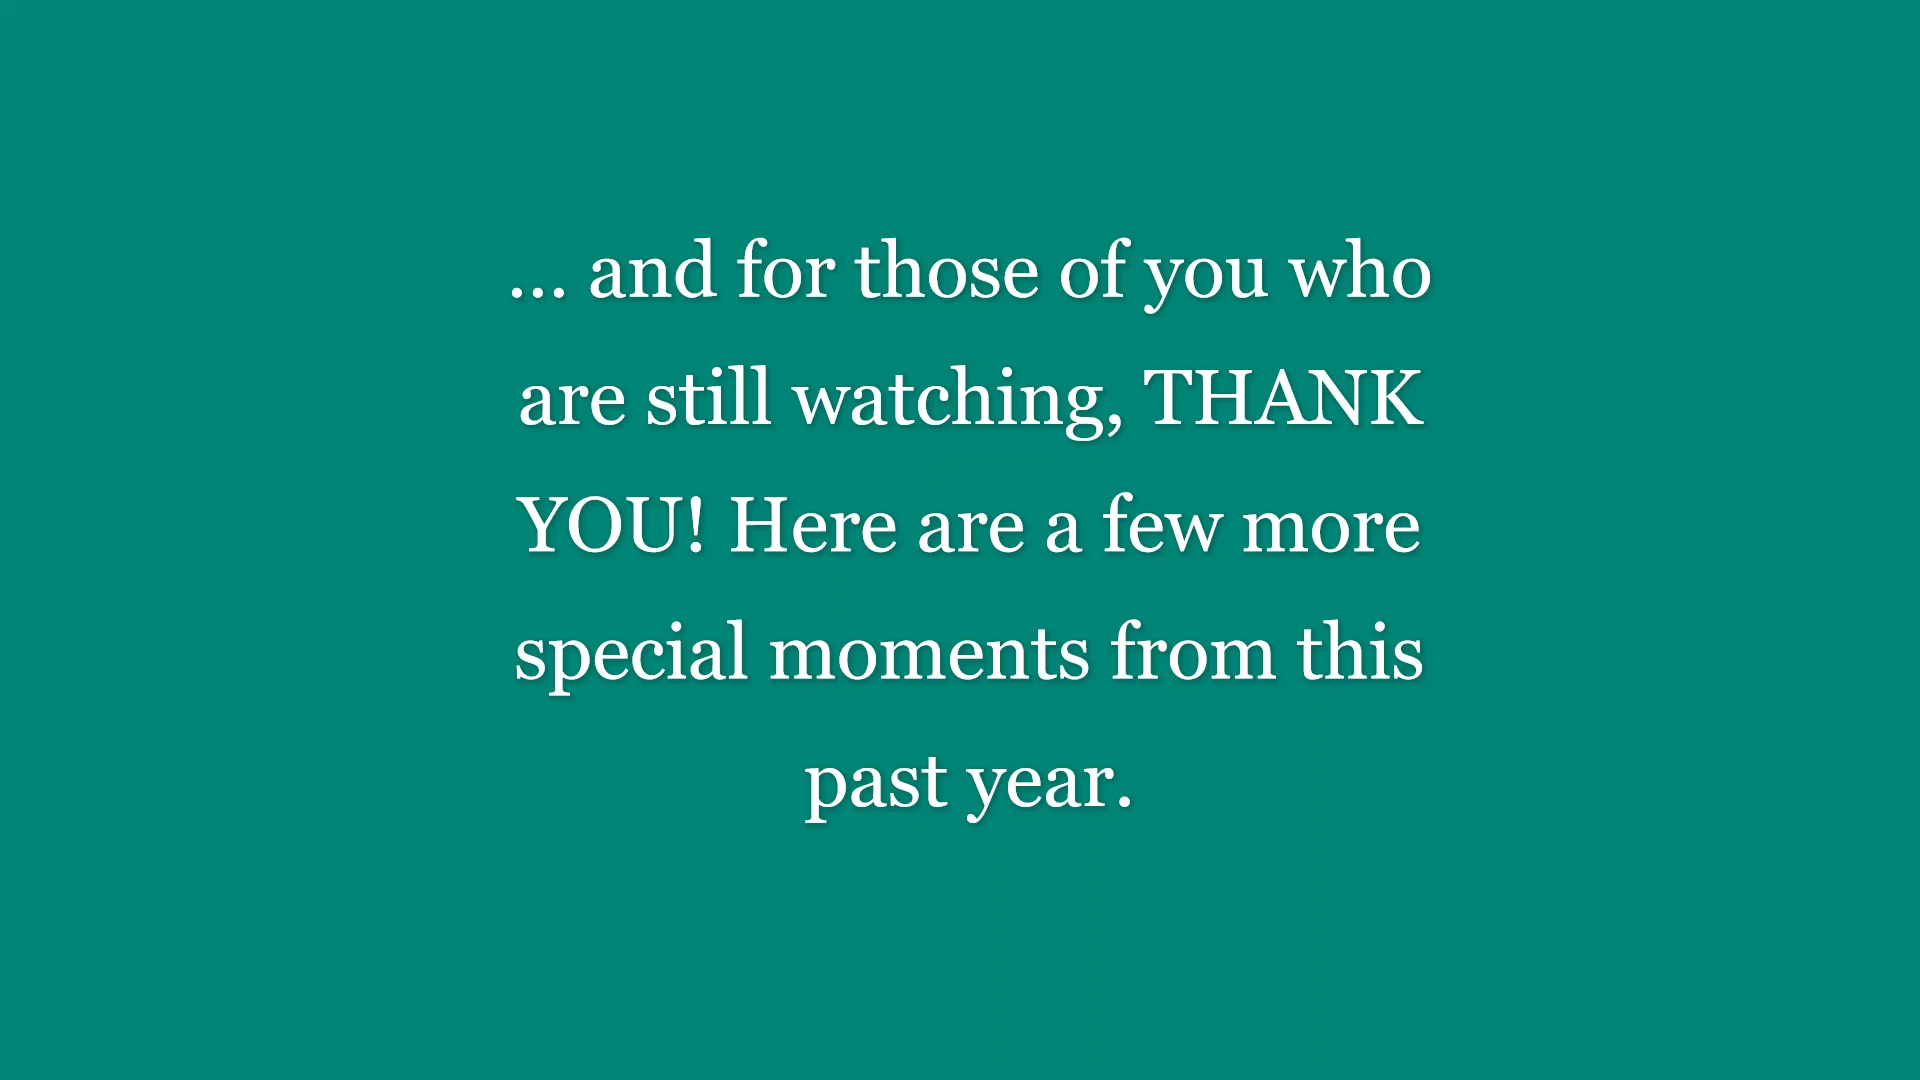 ... and for those of you who
are still watching, THANK
YOU! Here are a few more
special moments from this
past year.